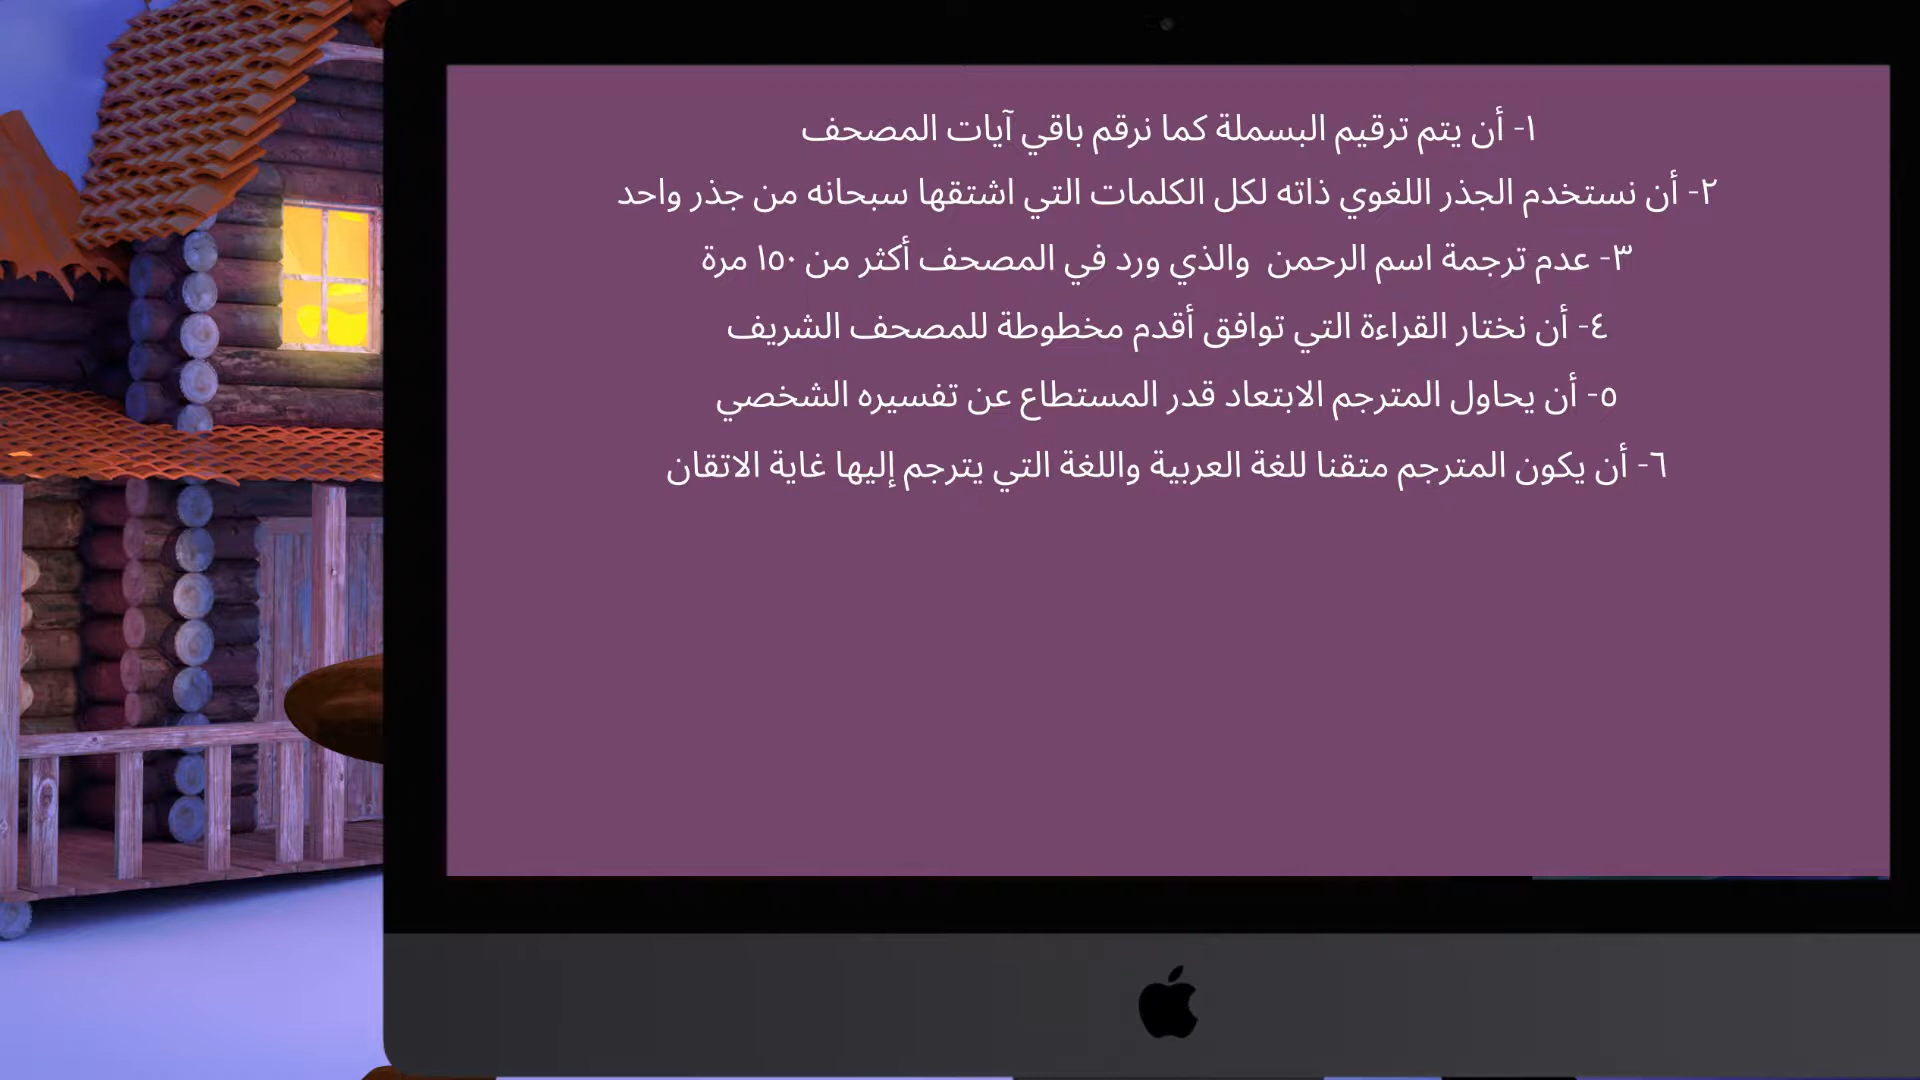 ١- أن يتم ترقيم البسملة كما نرقم باقي آيات المصحف
٢- أن نستخدم الجذر اللغوي ذاته لكل الكلمات التي اشتقها سبحانه من جذر واحد
٣- عدم ترجمة اسم الرحمن والذي ورد في المصحف أكثر من ١٥٠ مرة
٤- أن نختار القراءة التي توافق أقدم مخطوطة للمصحف الشريف
٥- أن يحاول المترجم الابتعاد قدر المستطاع عن تفسيره الشخصي
٦- أن يكون المترجم متقنا للغة العربية واللغة التي يترجم إليها غاية الاتقان